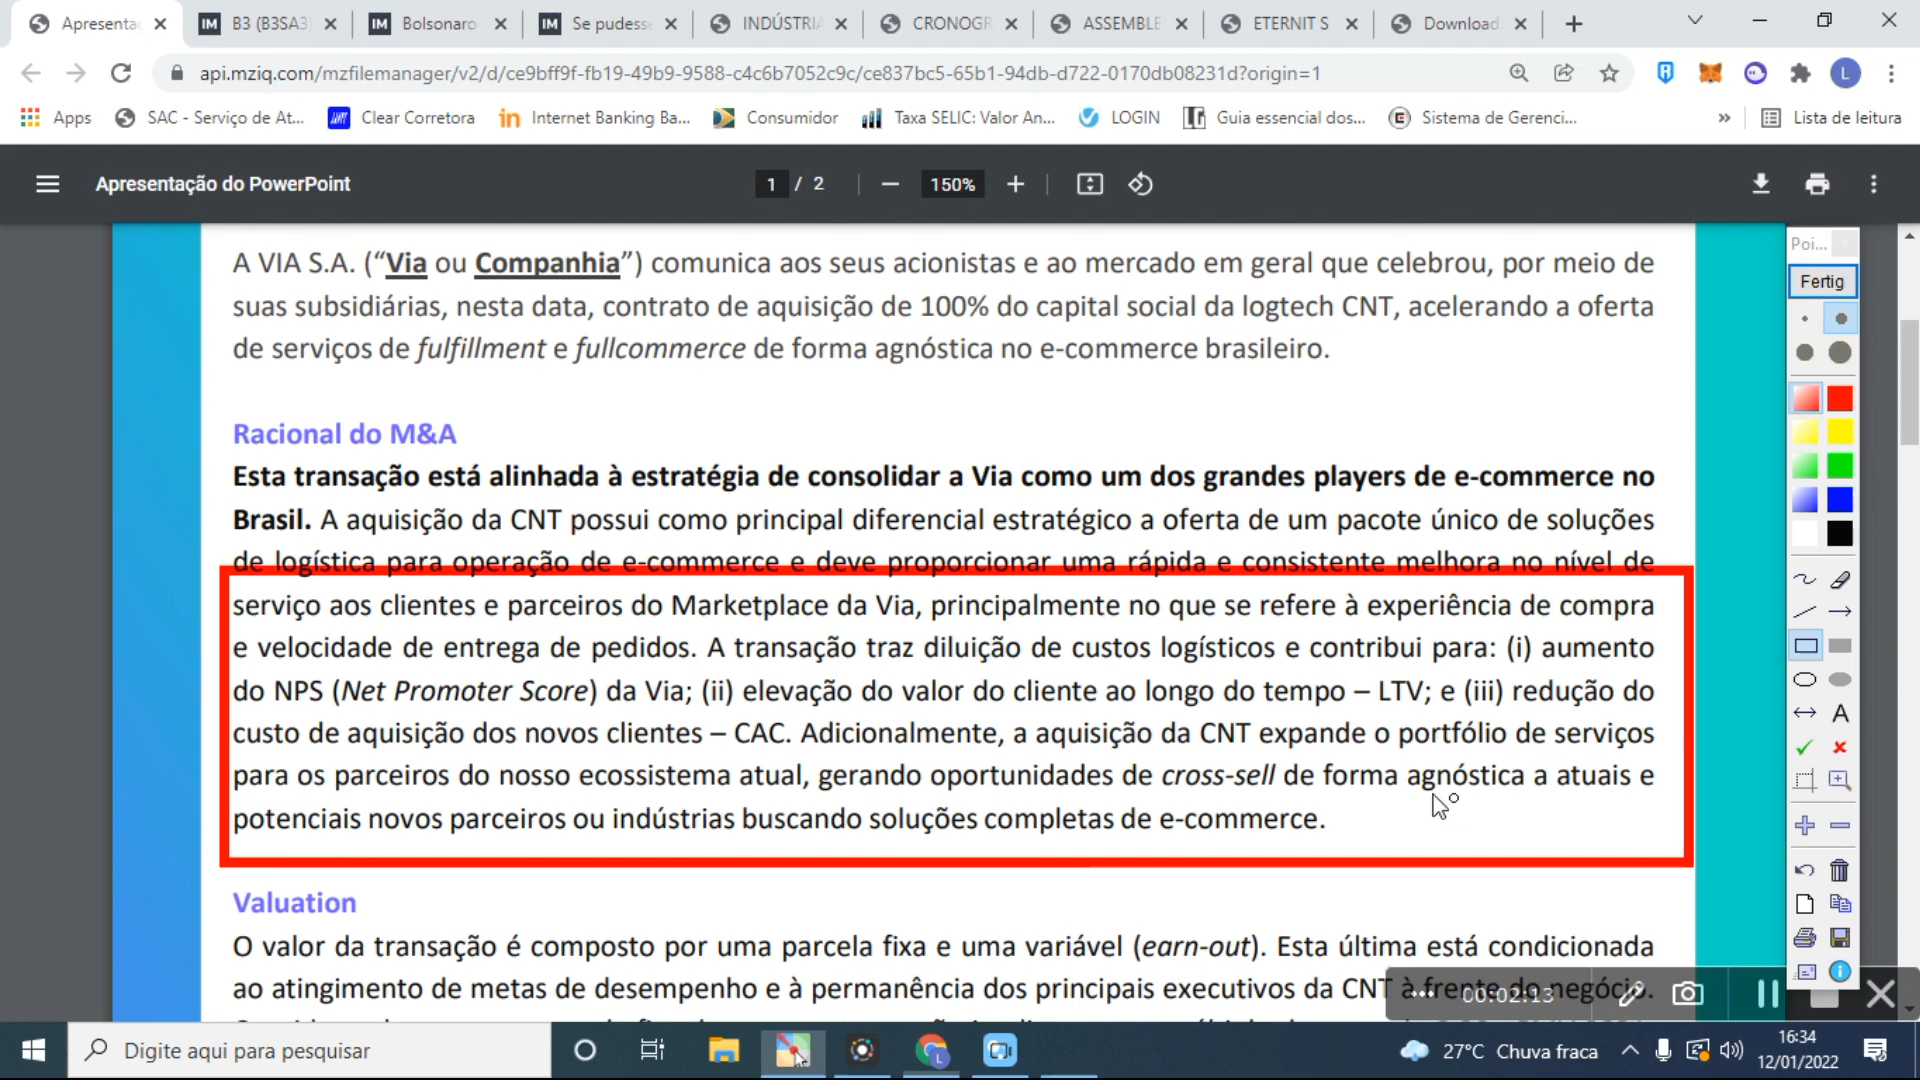 Apresentaç
B3 (B3SA3)
Bolsonaro
Se pudess
INDÚSTRIA
CRONOGR
ASSEMBLE
ETERNIT S
Download
api.mziq.com/mzfilemanager/v2/d/ce9bff9f-fb19-49b9-9588-c4c6b7052c9c/ce837bc5-65b1-94db-d722-0170db08231d?origin=1
L
Apps
SAC - Serviço de At...
Clear Corretora
Internet Banking Ba...
Consumidor
Taxa SELIC: Valor An...
LOGIN
Guia essencial dos...
Sistema de Gerenci...
»
Lista de leitura
Apresentação do PowerPoint
1 / 2
150%
A VIA S.A. (“Via ou Companhia”) comunica aos seus acionistas e ao mercado em geral que celebrou, por meio de
suas subsidiárias, nesta data, contrato de aquisição de 100% do capital social da logtech CNT, acelerando a oferta
de serviços de fulfillment e fullcommerce de forma agnóstica no e-commerce brasileiro.
Racional do M&A
Esta transação está alinhada à estratégia de consolidar a Via como um dos grandes players de e-commerce no
Brasil. A aquisição da CNT possui como principal diferencial estratégico a oferta de um pacote único de soluções
de logística para operação de e-commerce e deve proporcionar uma rápida e consistente melhora no nível de
serviço aos clientes e parceiros do Marketplace da Via, principalmente no que se refere à experiência de compra
e velocidade de entrega de pedidos. A transação traz diluição de custos logísticos e contribui para: (i) aumento
do NPS (Net Promoter Score) da Via; (ii) elevação do valor do cliente ao longo do tempo – LTV; e (iii) redução do
custo de aquisição dos novos clientes – CAC. Adicionalmente, a aquisição da CNT expande o portfólio de serviços
para os parceiros do nosso ecossistema atual, gerando oportunidades de cross-sell de forma agnóstica a atuais e
potenciais novos parceiros ou indústrias buscando soluções completas de e-commerce.
Valuation
O valor da transação é composto por uma parcela fixa e uma variável (earn-out). Esta última está condicionada
ao atingimento de metas de desempenho e à permanência dos principais executivos da CNT à frente do negócio.
Poi...
Fertig
A
00:02:13
Digite aqui para pesquisar
27°C Chuva fraca
16:34
12/01/2022